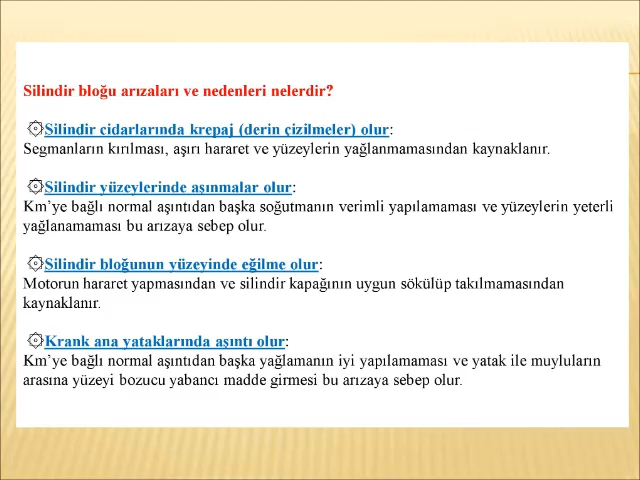 Silindir bloğu arızaları ve nedenleri nelerdir?
۞Silindir cidarlarında krepaj (derin çizilmeler) olur:
Segmanların kırılması, aşırı hararet ve yüzeylerin yağlanmamasından kaynaklanır.
۞Silindir yüzeylerinde aşınmalar olur:
Km’ye bağlı normal aşıntıdan başka soğutmanın verimli yapılamaması ve yüzeylerin yeterli
yağlanamaması bu arızaya sebep olur.
۞Silindir bloğunun yüzeyinde eğilme olur:
Motorun hararet yapmasından ve silindir kapağının uygun sökülüp takılmamasından
kaynaklanır.
۞Krank ana yataklarında aşıntı olur:
Km’ye bağlı normal aşıntıdan başka yağlamanın iyi yapılamaması ve yatak ile muyluların
arasına yüzeyi bozucu yabancı madde girmesi bu arızaya sebep olur.